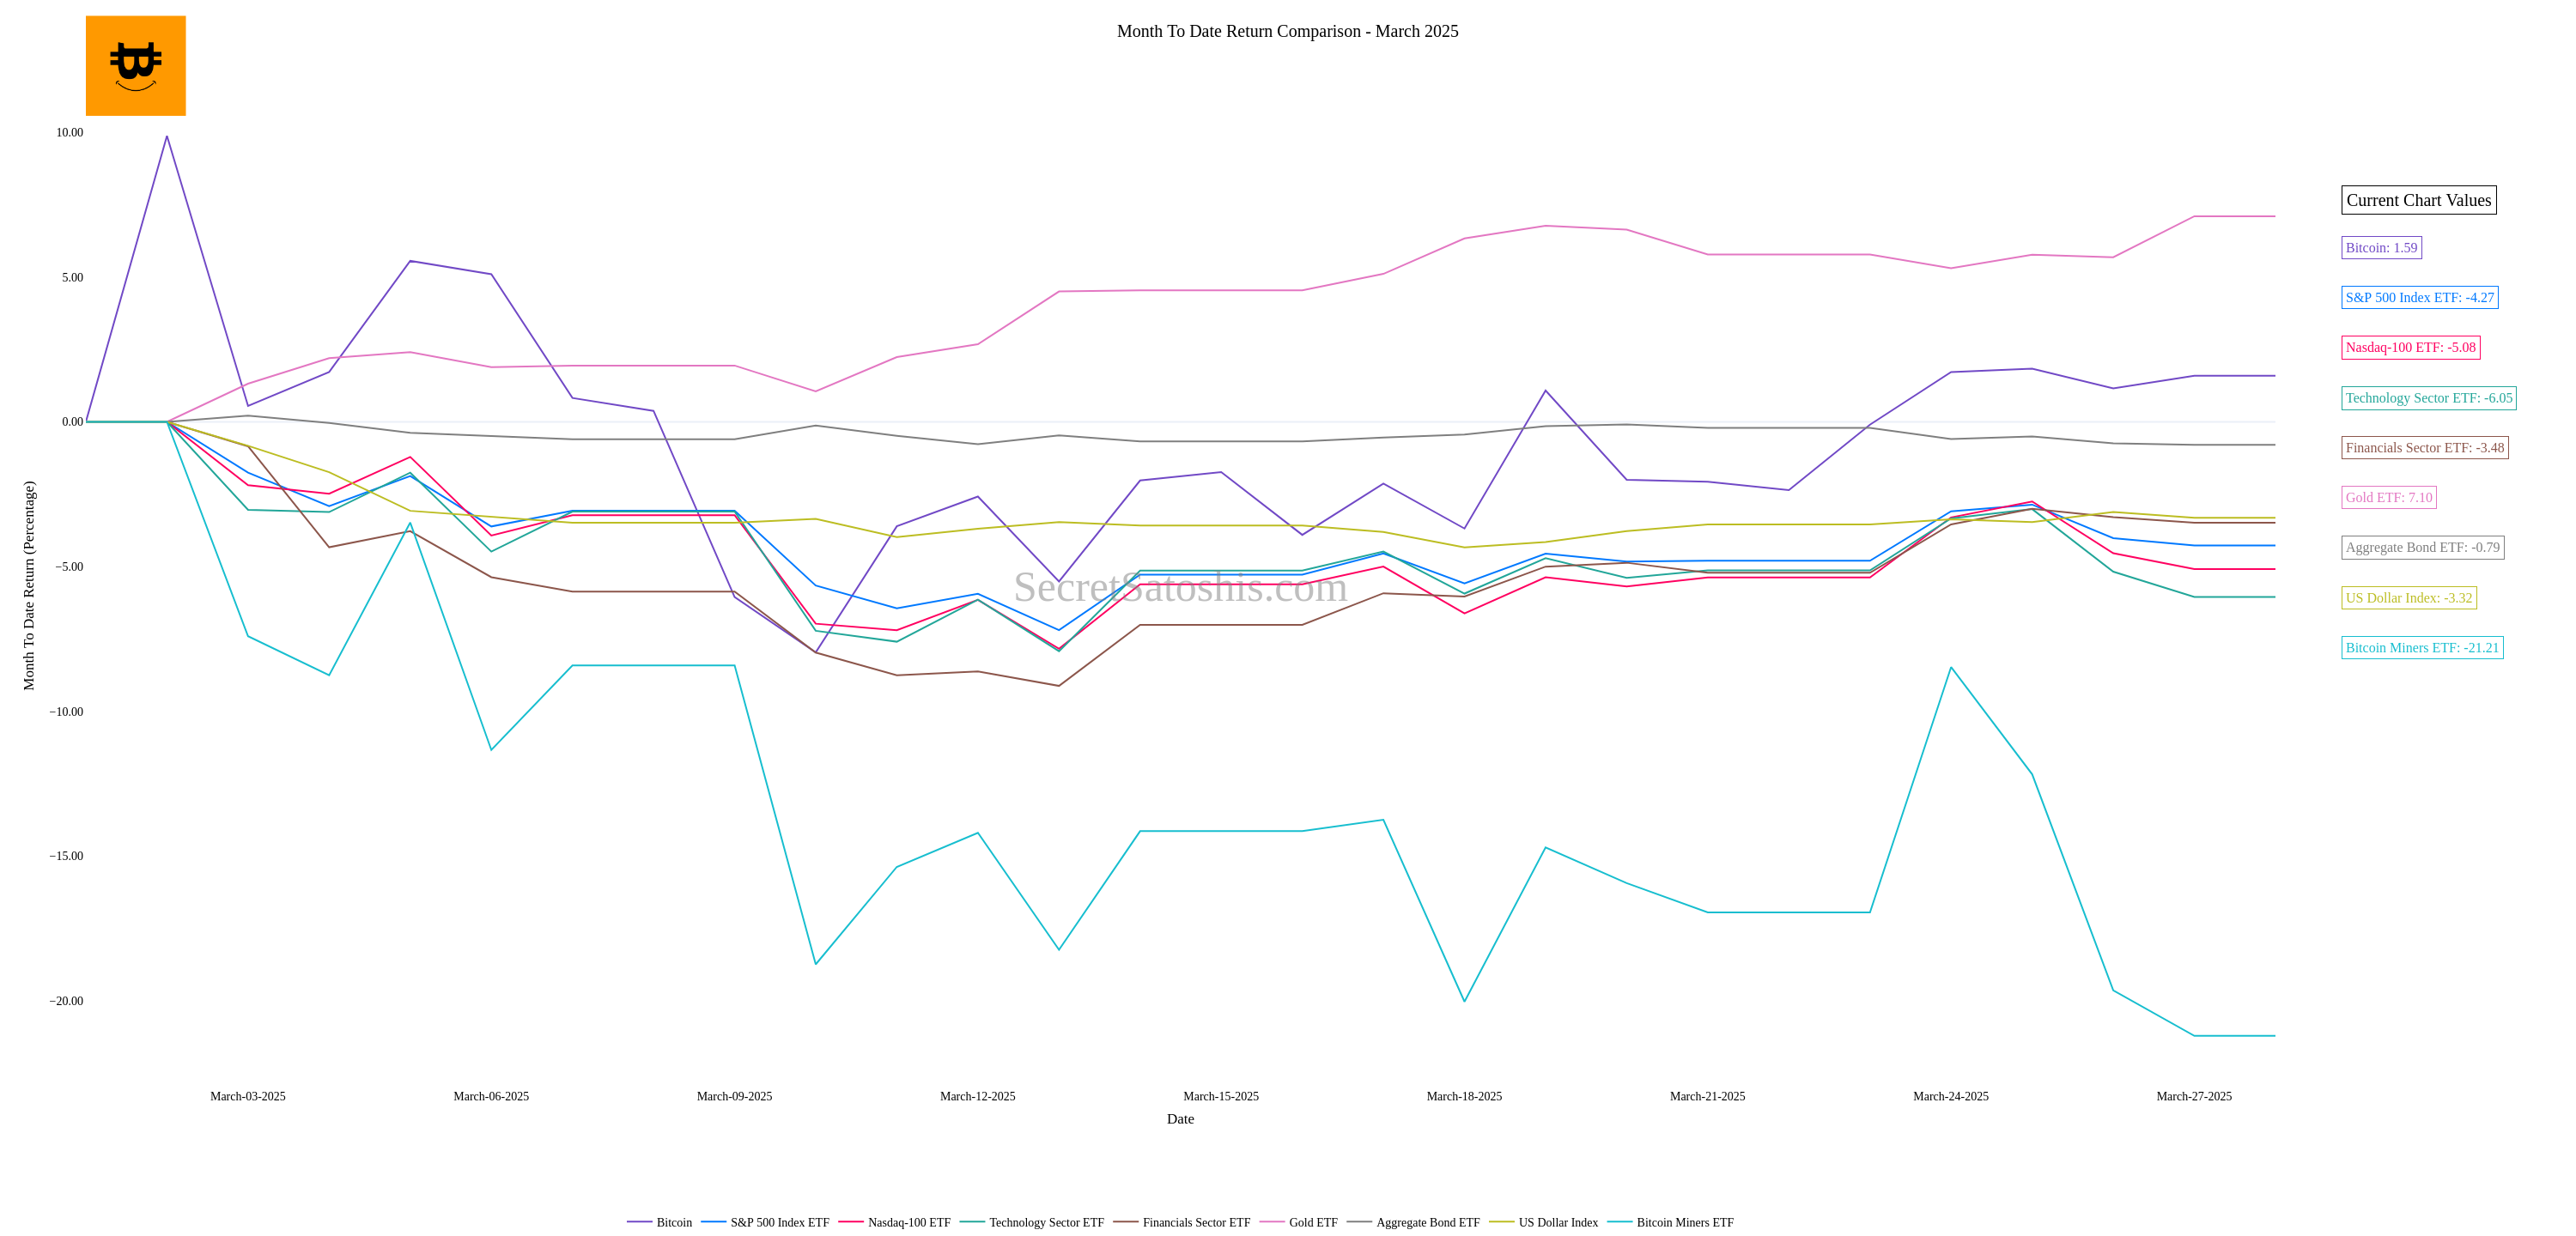 Month To Date Return Comparison - March 2025
10.00
5.00
0.00
−5.00
−10.00
−15.00
−20.00
Month To Date Return (Percentage)
SecretSatoshis.com
Current Chart Values
Bitcoin: 1.59
S&P 500 Index ETF: -4.27
Nasdaq-100 ETF: -5.08
Technology Sector ETF: -6.05
Financials Sector ETF: -3.48
Gold ETF: 7.10
Aggregate Bond ETF: -0.79
US Dollar Index: -3.32
Bitcoin Miners ETF: -21.21
March-03-2025 March-06-2025 March-09-2025 March-12-2025 March-15-2025 March-18-2025 March-21-2025 March-24-2025 March-27-2025
Date
Bitcoin S&P 500 Index ETF Nasdaq-100 ETF Technology Sector ETF Financials Sector ETF Gold ETF Aggregate Bond ETF US Dollar Index Bitcoin Miners ETF